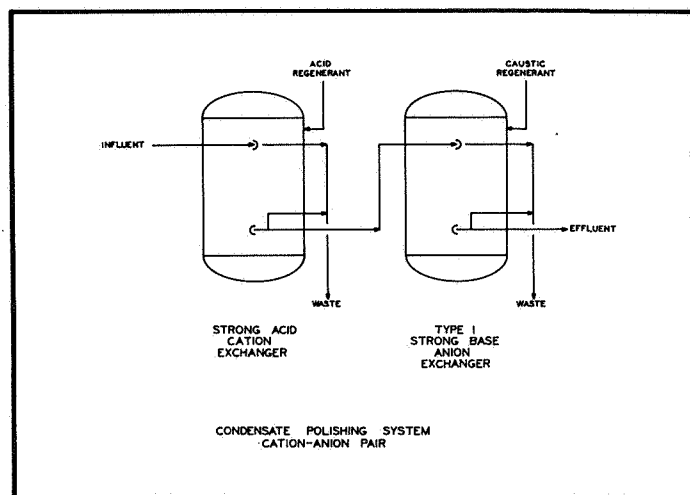 ACID
REGENERANT
CAUSTIC
REGENERANT
INFLUENT
EFFLUENT
WASTE
WASTE
STRONG ACID
CATION
EXCHANGER
TYPE I
STRONG BASE
ANION
EXCHANGER
CONDENSATE POLISHING SYSTEM
CATION-ANION PAIR